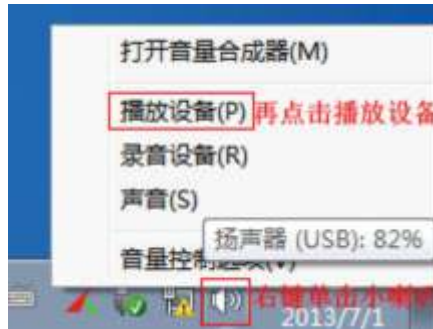 打开音量合成器(M)
播放设备(P) 再点击播放设备
录音设备(R)
声音(S)
扬声器 (USB): 82%
音量控制选项(V)
右键单击小喇叭
2013/7/1